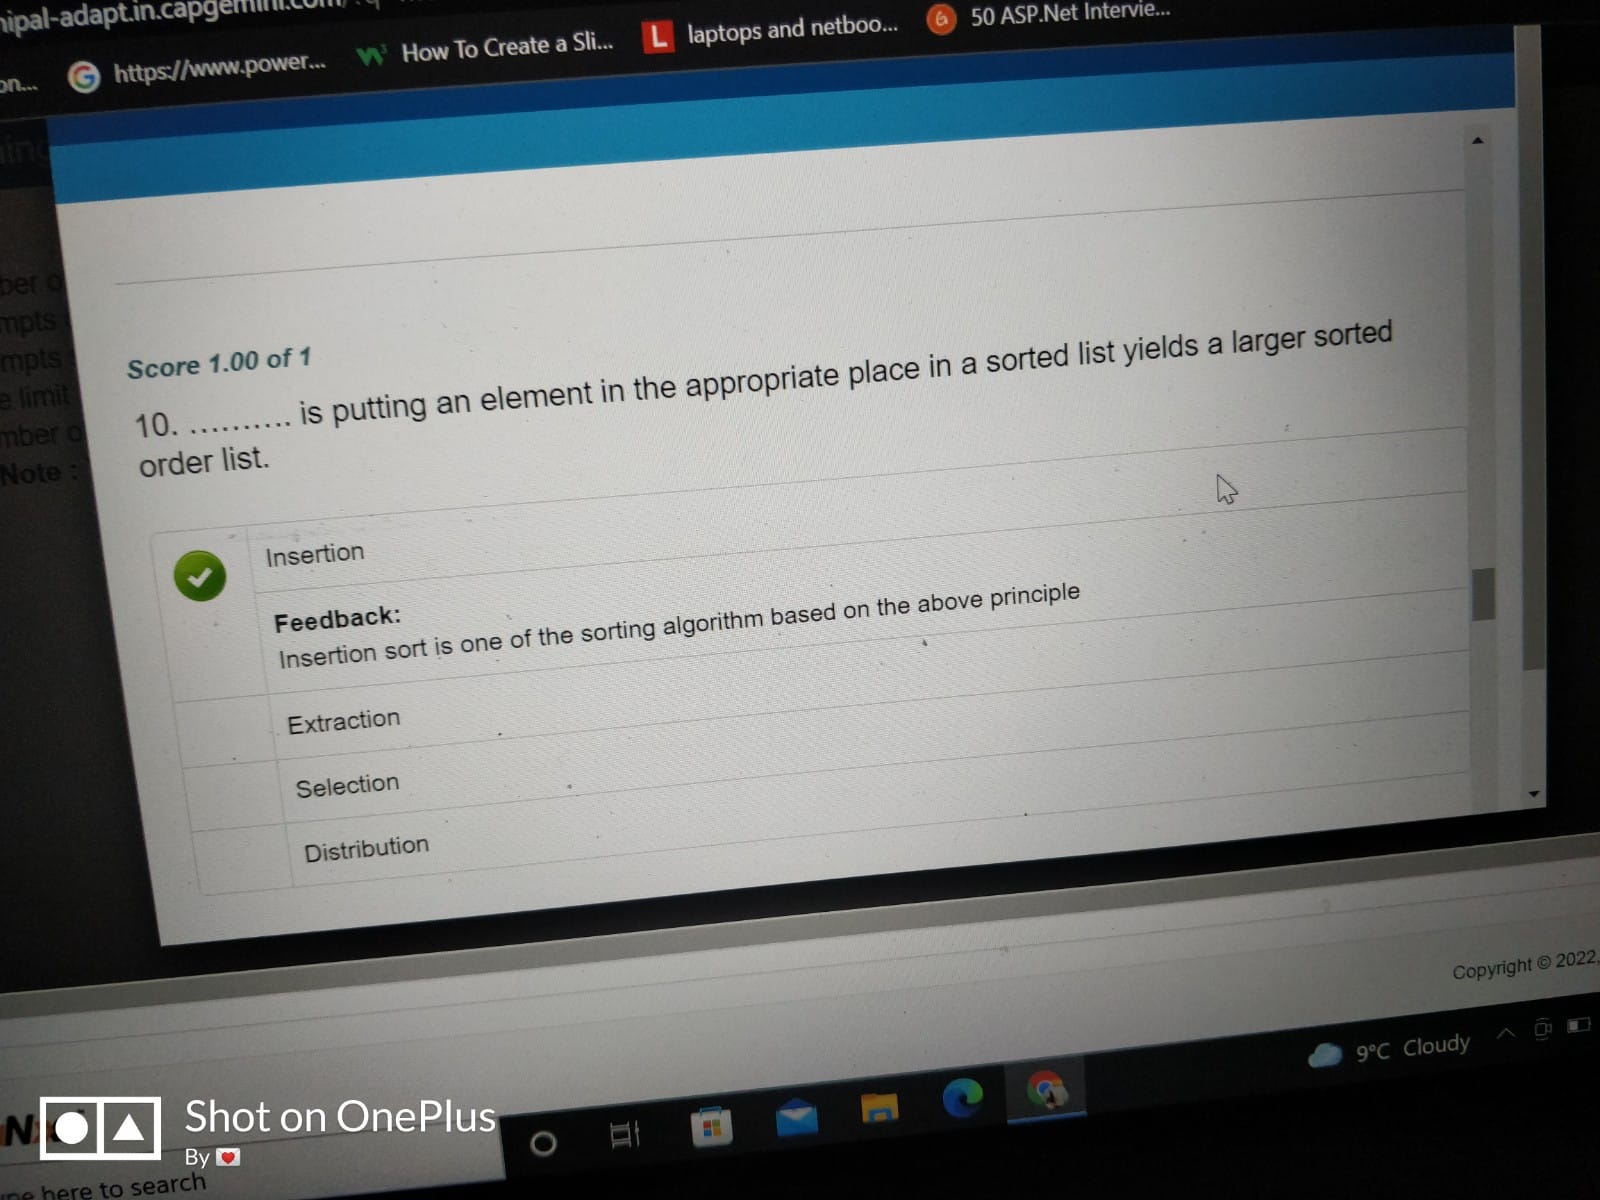 nipal-adapt.in.capgemini.com/
on... https://www.power... How To Create a Sli... L laptops and netboo... G 50 ASP.Net Intervie...
ber o
mpts
mpts
e limit
mber o
Note :
Score 1.00 of 1
10. .......... is putting an element in the appropriate place in a sorted list yields a larger sorted
order list.
Insertion
Feedback:
Insertion sort is one of the sorting algorithm based on the above principle
Extraction
Selection
Distribution
Copyright © 2022,
9°C Cloudy
Shot on OnePlus
By 💌
here to search